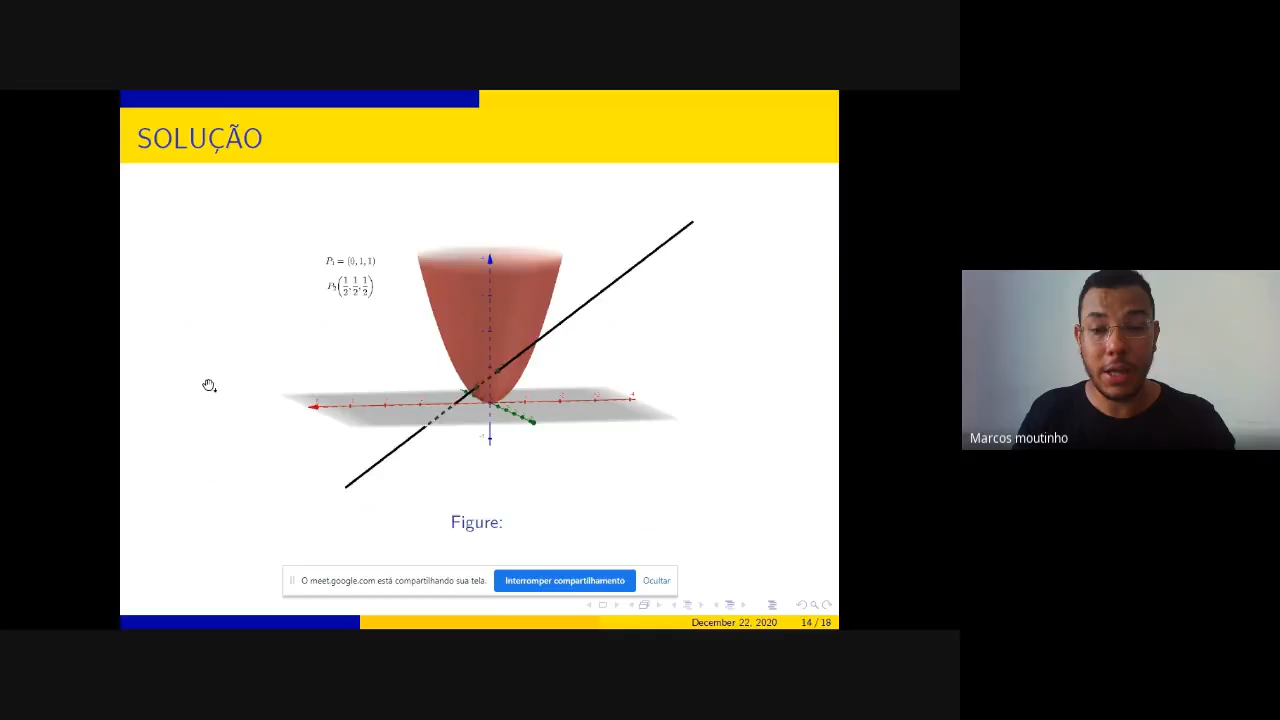 SOLUÇÃO
P₁ = (0, 1, 1)
P₂(1/2, 1/2, 1/2)
Figure:
O meet.google.com está compartilhando sua tela.
Interromper compartilhamento
Ocultar
December 22, 2020
14 / 18
Marcos moutinho